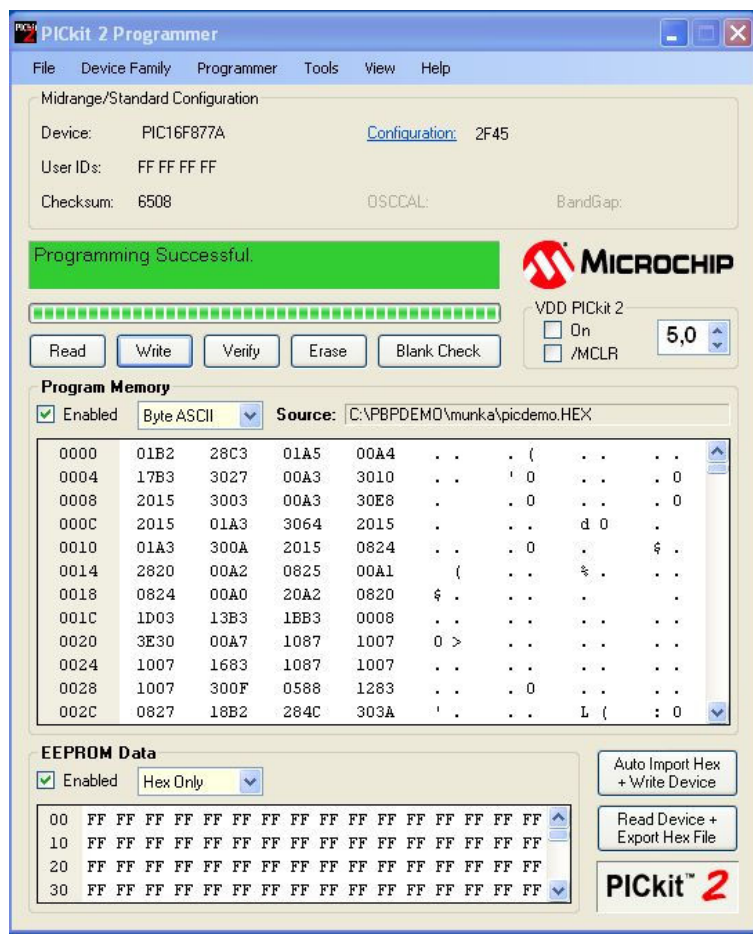 PICkit 2 Programmer
File Device Family Programmer Tools View Help
Midrange/Standard Configuration
Device: PIC16F877A Configuration: 2F45
User IDs: FF FF FF FF
Checksum: 6508 OSCCAL: BandGap:
Programming Successful.
MICROCHIP
VDD PICkit 2
On
/MCLR
5,0
Read Write Verify Erase Blank Check
Program Memory
Enabled Byte ASCII Source: C:\PBPDEMO\munka\picdemo.HEX
0000 01B2 28C3 01A5 00A4 . . . ( . . . .
0004 17B3 3027 00A3 3010 . . ' 0 . . . 0
0008 2015 3003 00A3 30E8 . . 0 . . . 0
000C 2015 01A3 3064 2015 . . . d 0 .
0010 01A3 300A 2015 0824 . . . 0 . $ .
0014 2820 00A2 0825 00A1 ( . . % . . .
0018 0824 00A0 20A2 0820 $ . . . . .
001C 1D03 13B3 1BB3 0008 . . . . . . . .
0020 3E30 00A7 1087 1007 0 > . . . . . .
0024 1007 1683 1087 1007 . . . . . . . .
0028 1007 300F 0588 1283 . . . 0 . . . .
002C 0827 18B2 284C 303A ' . . . L ( : 0
EEPROM Data
Enabled Hex Only
00 FF FF FF FF FF FF FF FF FF FF FF FF FF FF FF FF
10 FF FF FF FF FF FF FF FF FF FF FF FF FF FF FF FF
20 FF FF FF FF FF FF FF FF FF FF FF FF FF FF FF FF
30 FF FF FF FF FF FF FF FF FF FF FF FF FF FF FF FF
Auto Import Hex
+ Write Device
Read Device +
Export Hex File
PICkit™ 2